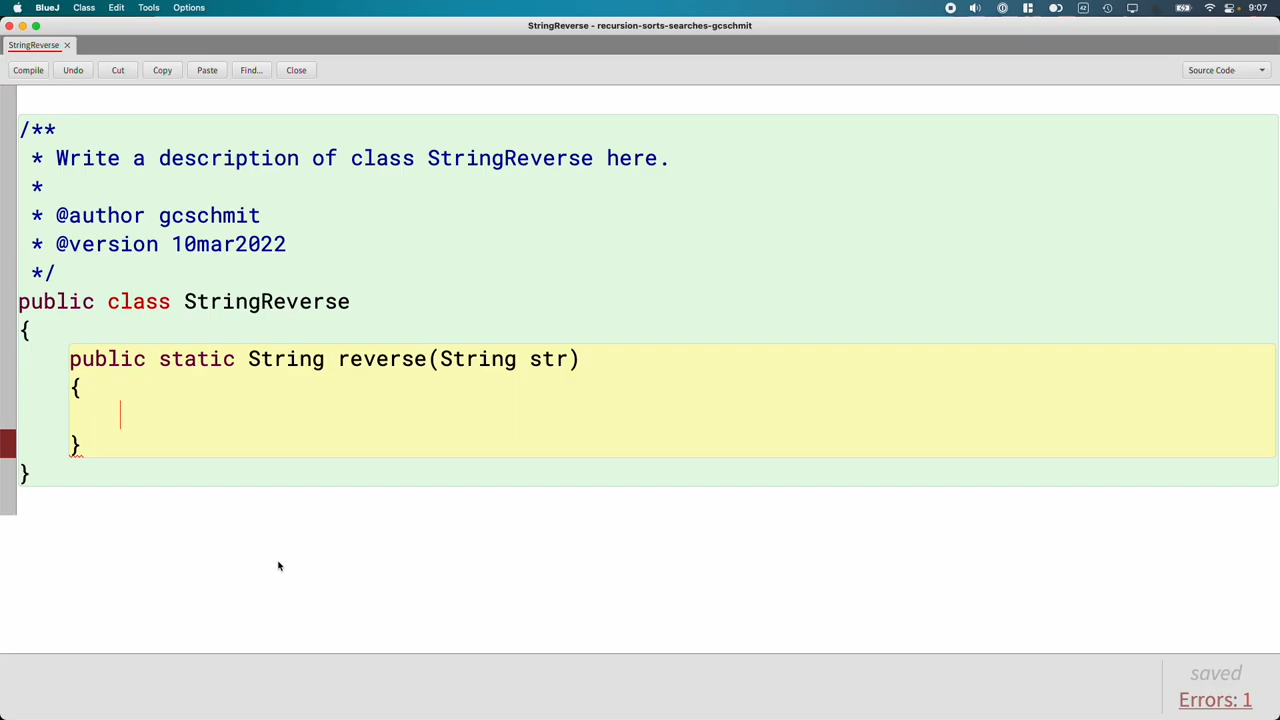 BlueJ Class Edit Tools Options 9:07
StringReverse - recursion-sorts-searches-gcschmit
StringReverse ×
Compile Undo Cut Copy Paste Find... Close Source Code
/**
* Write a description of class StringReverse here.
*
* @author gcschmit
* @version 10mar2022
*/
public class StringReverse
{
public static String reverse(String str)
{
}
}
saved
Errors: 1